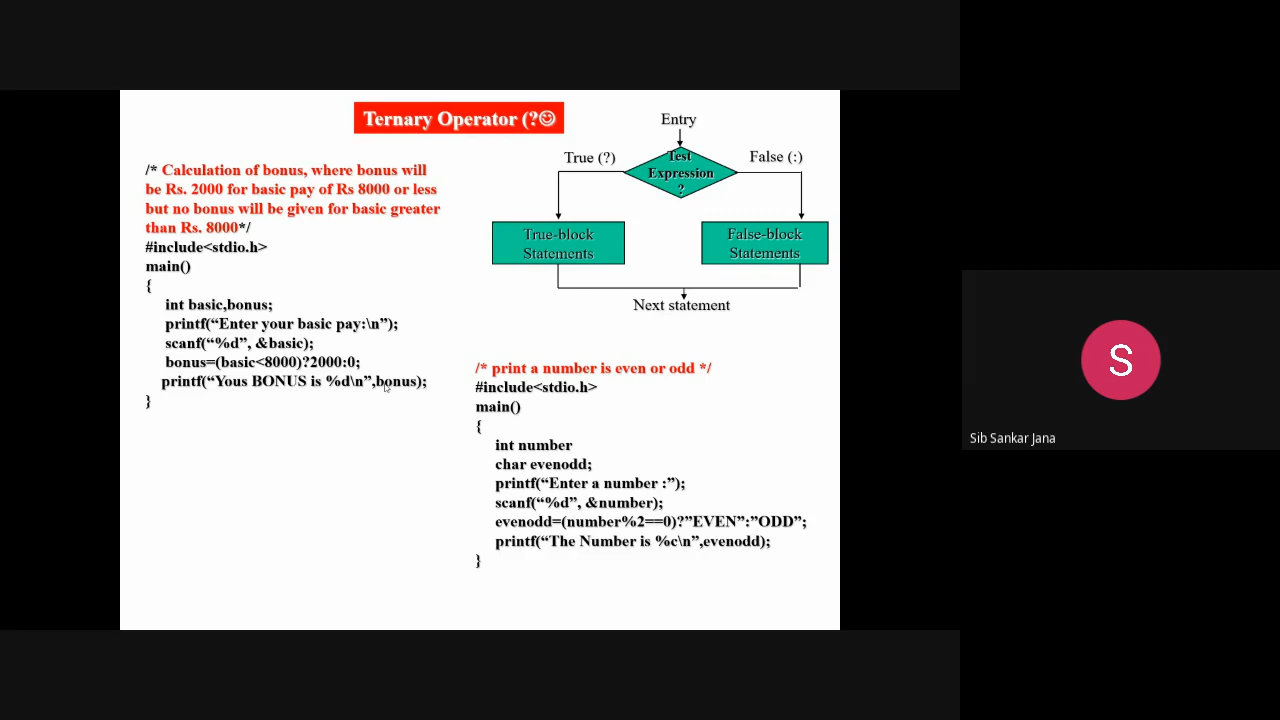 Ternary Operator (?☺
/* Calculation of bonus, where bonus will
be Rs. 2000 for basic pay of Rs 8000 or less
but no bonus will be given for basic greater
than Rs. 8000*/
#include<stdio.h>
main()
{
int basic,bonus;
printf(“Enter your basic pay:\n”);
scanf(“%d”, &basic);
bonus=(basic<8000)?2000:0;
printf(“Yous BONUS is %d\n”,bonus);
}
Entry
True (?)
Test
Expression
?
False (:)
True-block
Statements
False-block
Statements
Next statement
/* print a number is even or odd */
#include<stdio.h>
main()
{
int number
char evenodd;
printf(“Enter a number :”);
scanf(“%d”, &number);
evenodd=(number%2==0)?”EVEN”:”ODD”;
printf(“The Number is %c\n”,evenodd);
}
S
Sib Sankar Jana